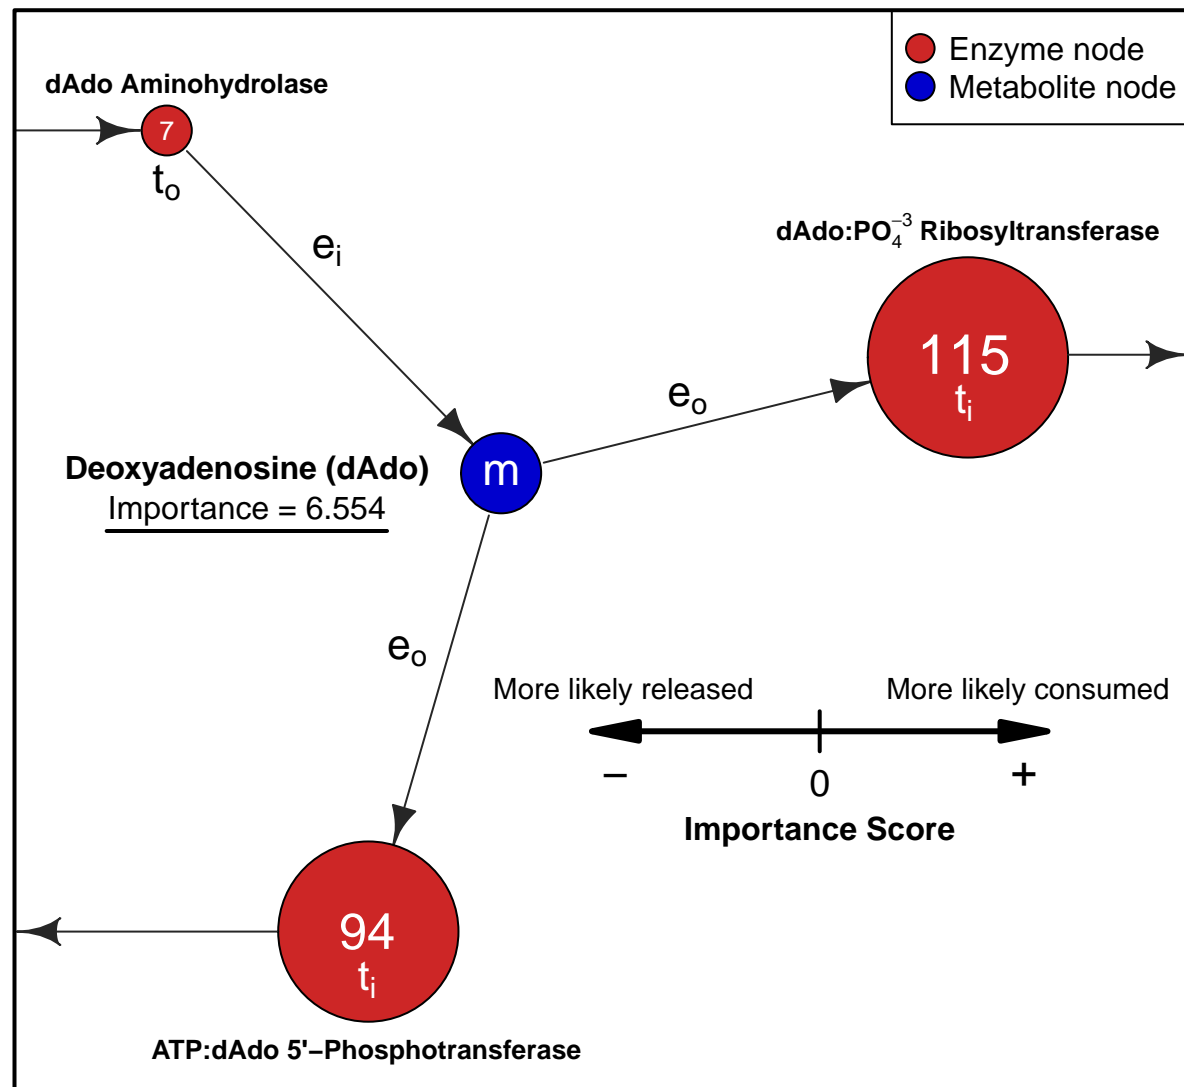 Enzyme node
Metabolite node
dAdo Aminohydrolase
7
t₀
eᵢ
dAdo:PO₄⁻³ Ribosyltransferase
115
tᵢ
eₒ
m
Deoxyadenosine (dAdo)
Importance = 6.554
eₒ
More likely released
More likely consumed
− 0 +
Importance Score
94
tᵢ
ATP:dAdo 5'−Phosphotransferase